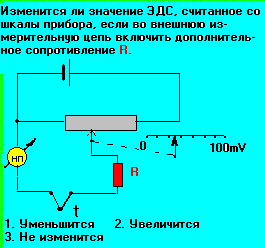 Изменится ли значение ЭДС, считанное со
шкалы прибора, если во внешнюю из-
мерительную цепь включить дополнитель-
ное сопротивление R.
0
100mV
НП
R
t
1. Уменьшится 2. Увеличится
3. Не изменится